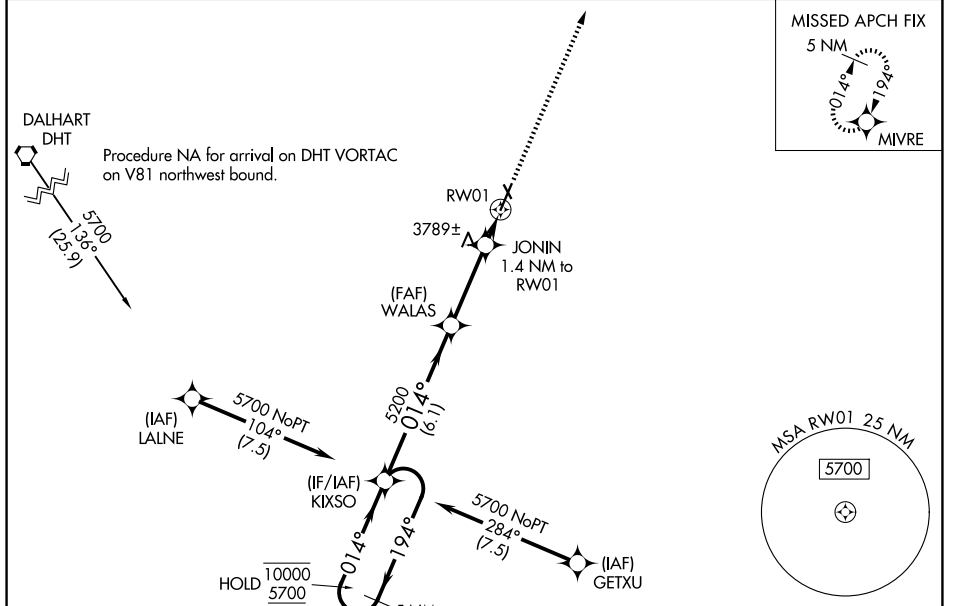 MISSED APCH FIX
5 NM
014°
194°
MIVRE
DALHART
DHT
Procedure NA for arrival on DHT VORTAC
on V81 northwest bound.
5700
136°
(25.9)
RW01
3789±
JONIN
1.4 NM to
RW01
(FAF)
WALAS
5200
014°
(6.1)
5700 NoPT
104°
(7.5)
(IAF)
LALNE
(IF/IAF)
KIXSO
014°
194°
5700 NoPT
284°
(7.5)
(IAF)
GETXU
HOLD
10000
5700
MSA RW01 25 NM
5700